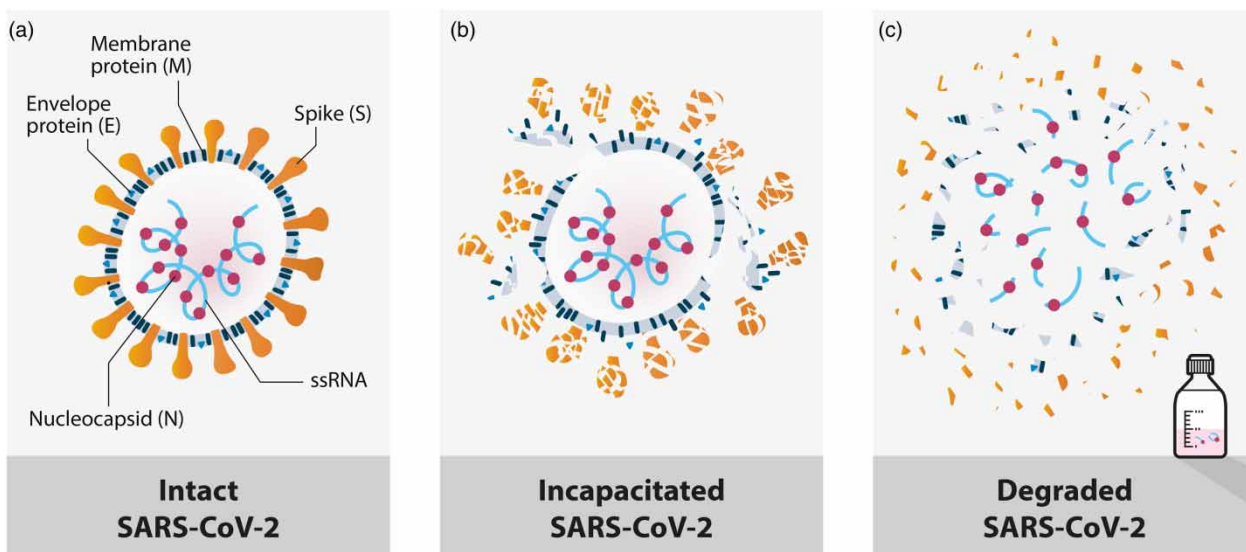 (a)
Membrane
protein (M)
Envelope
protein (E)
Spike (S)
ssRNA
Nucleocapsid (N)
Intact
SARS-CoV-2
(b)
Incapacitated
SARS-CoV-2
(c)
Degraded
SARS-CoV-2